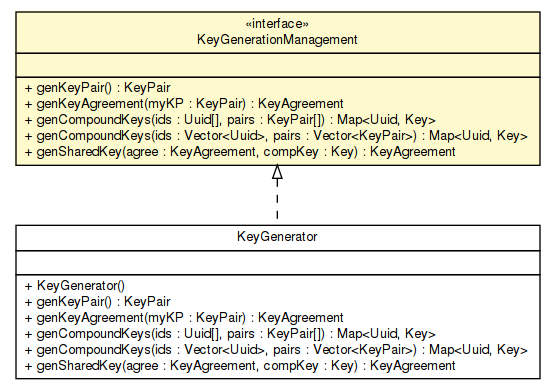 «interface»
KeyGenerationManagement
+ genKeyPair() : KeyPair
+ genKeyAgreement(myKP : KeyPair) : KeyAgreement
+ genCompoundKeys(ids : Uuid[], pairs : KeyPair[]) : Map<Uuid, Key>
+ genCompoundKeys(ids : Vector<Uuid>, pairs : Vector<KeyPair>) : Map<Uuid, Key>
+ genSharedKey(agree : KeyAgreement, compKey : Key) : KeyAgreement
KeyGenerator
+ KeyGenerator()
+ genKeyPair() : KeyPair
+ genKeyAgreement(myKP : KeyPair) : KeyAgreement
+ genCompoundKeys(ids : Uuid[], pairs : KeyPair[]) : Map<Uuid, Key>
+ genCompoundKeys(ids : Vector<Uuid>, pairs : Vector<KeyPair>) : Map<Uuid, Key>
+ genSharedKey(agree : KeyAgreement, compKey : Key) : KeyAgreement